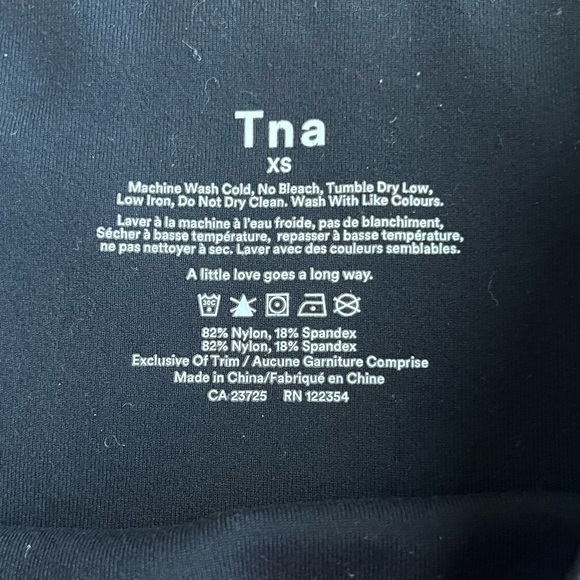 Tna
XS
Machine Wash Cold, No Bleach, Tumble Dry Low,
Low Iron, Do Not Dry Clean. Wash With Like Colours.
Laver à la machine à l'eau froide, pas de blanchiment,
Sécher à basse température, repasser à basse température,
ne pas nettoyer à sec. Laver avec des couleurs semblables.
A little love goes a long way.
30C
82% Nylon, 18% Spandex
82% Nylon, 18% Spandex
Exclusive Of Trim / Aucune Garniture Comprise
Made in China/Fabriqué en Chine
CA 23725 RN 122354